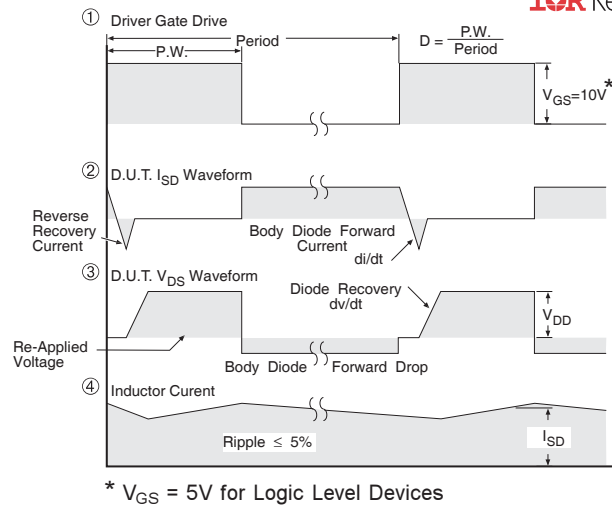 IOR Re
① Driver Gate Drive
Period
P.W.
D = P.W. / Period
VGS=10V*
② D.U.T. ISD Waveform
Reverse
Recovery
Current
Body Diode Forward
Current
di/dt
③ D.U.T. VDS Waveform
Diode Recovery
dv/dt
VDD
Re-Applied
Voltage
Body Diode Forward Drop
④ Inductor Curent
Ripple ≤ 5%
ISD
* VGS = 5V for Logic Level Devices